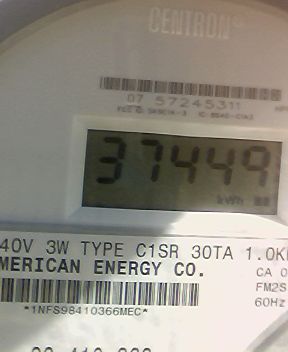 CENTRON®
07 57245311
37449
kWh
40V 3W TYPE C1SR 30TA 1.0K
MERICAN ENERGY CO.
CA 0
FM2S
60Hz
*1NFS98410366MEC*